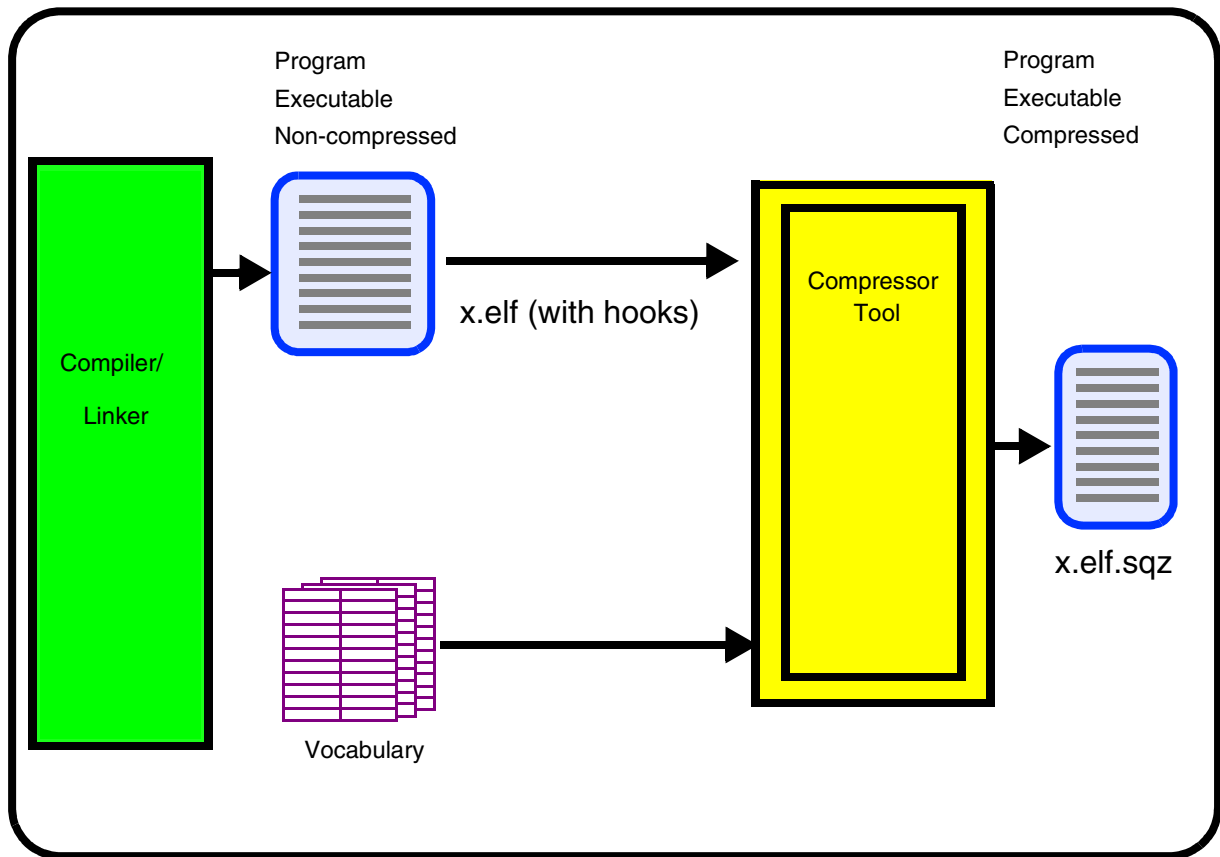 Program
Executable
Non-compressed
Program
Executable
Compressed
Compiler/
Linker
x.elf (with hooks)
Compressor
Tool
x.elf.sqz
Vocabulary